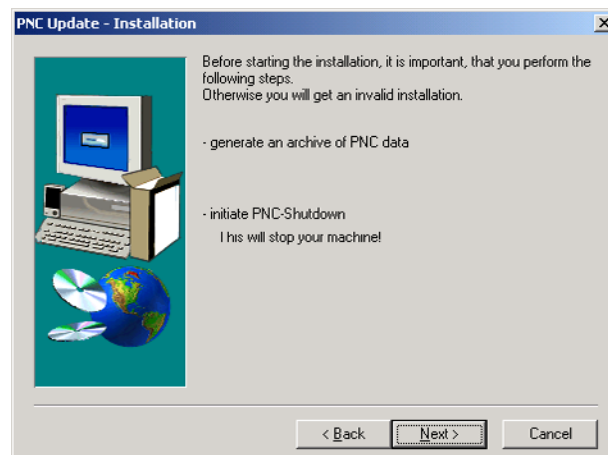 PNC Update - Installation
Before starting the installation, it is important, that you perform the
following steps.
Otherwise you will get an invalid installation.
- generate an archive of PNC data
- initiate PNC-Shutdown
This will stop your machine!
< Back
Next >
Cancel